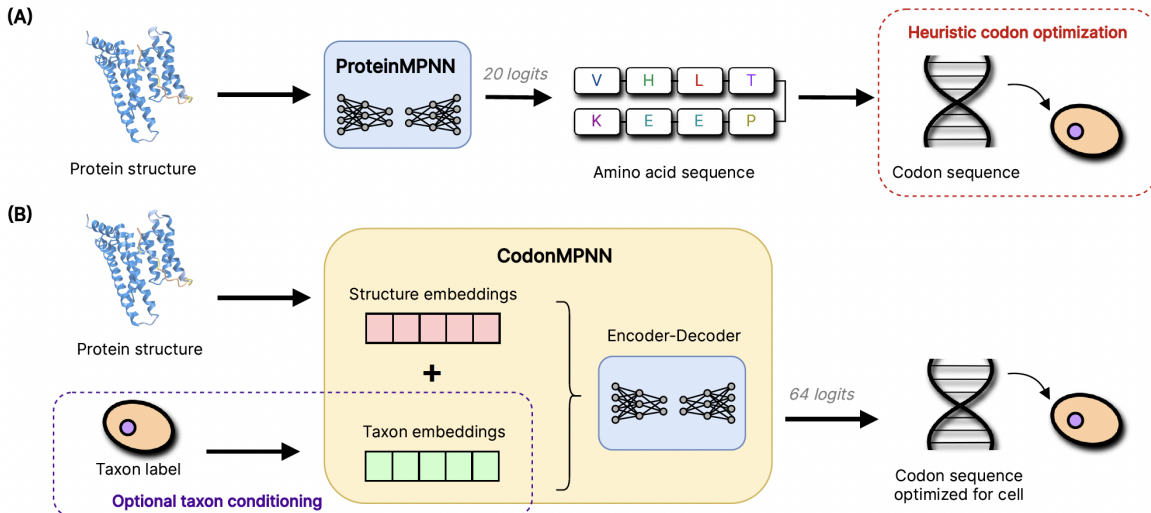 (A)
Protein structure
ProteinMPNN
20 logits
V H L T
K E E P
Amino acid sequence
Heuristic codon optimization
Codon sequence
(B)
Protein structure
Taxon label
Optional taxon conditioning
CodonMPNN
Structure embeddings
+
Taxon embeddings
Encoder-Decoder
64 logits
Codon sequence
optimized for cell